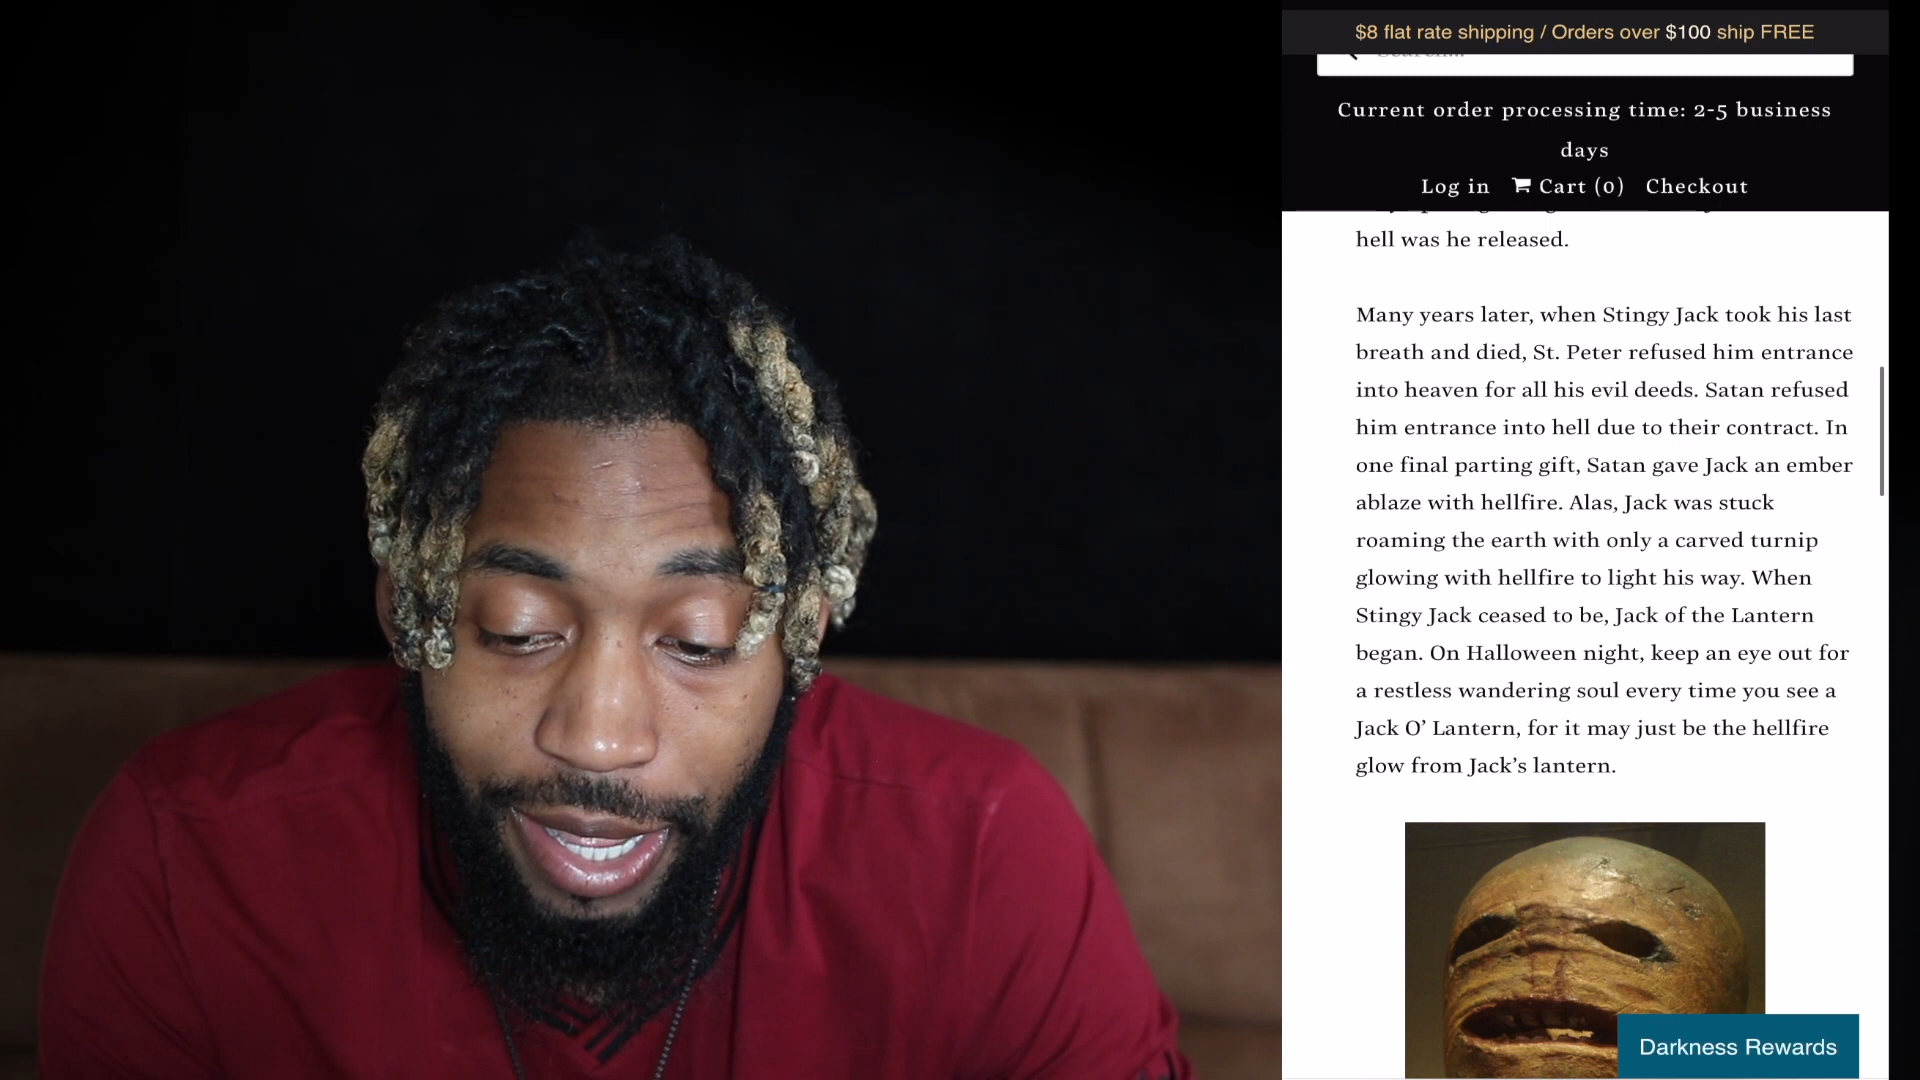 $8 flat rate shipping / Orders over $100 ship FREE
Current order processing time: 2-5 business
days
Log in Cart (0) Checkout
hell was he released.
Many years later, when Stingy Jack took his last
breath and died, St. Peter refused him entrance
into heaven for all his evil deeds. Satan refused
him entrance into hell due to their contract. In
one final parting gift, Satan gave Jack an ember
ablaze with hellfire. Alas, Jack was stuck
roaming the earth with only a carved turnip
glowing with hellfire to light his way. When
Stingy Jack ceased to be, Jack of the Lantern
began. On Halloween night, keep an eye out for
a restless wandering soul every time you see a
Jack O’ Lantern, for it may just be the hellfire
glow from Jack’s lantern.
Darkness Rewards